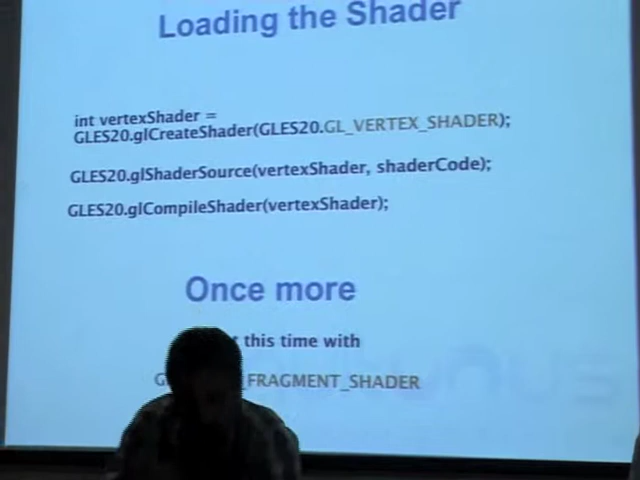 Loading the Shader
int vertexShader =
GLES20.glCreateShader(GLES20.GL_VERTEX_SHADER);
GLES20.glShaderSource(vertexShader, shaderCode);
GLES20.glCompileShader(vertexShader);
Once more
this time with
FRAGMENT_SHADER